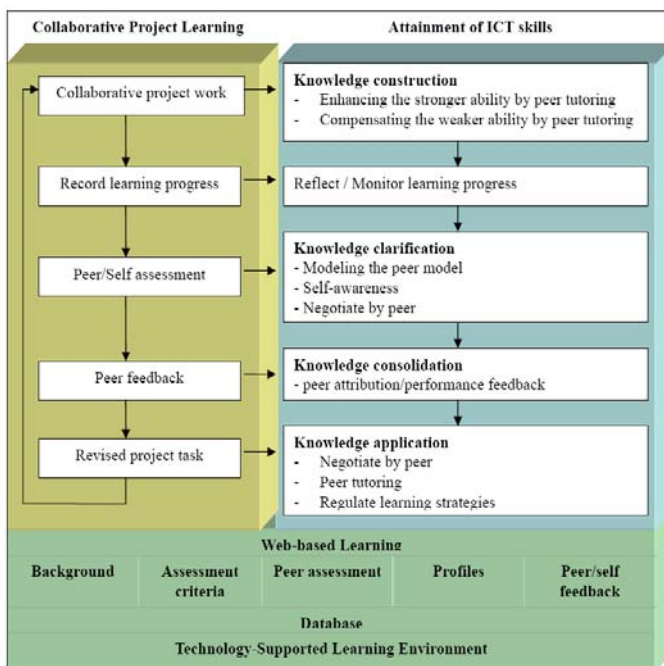 Collaborative Project Learning
Attainment of ICT skills
Collaborative project work
Record learning progress
Peer/Self assessment
Peer feedback
Revised project task
Knowledge construction
- Enhancing the stronger ability by peer tutoring
- Compensating the weaker ability by peer tutoring
Reflect / Monitor learning progress
Knowledge clarification
- Modeling the peer model
- Self-awareness
- Negotiate by peer
Knowledge consolidation
- peer attribution/performance feedback
Knowledge application
- Negotiate by peer
- Peer tutoring
- Regulate learning strategies
Web-based Learning
Background
Assessment
criteria
Peer assessment
Profiles
Peer/self
feedback
Database
Technology-Supported Learning Environment